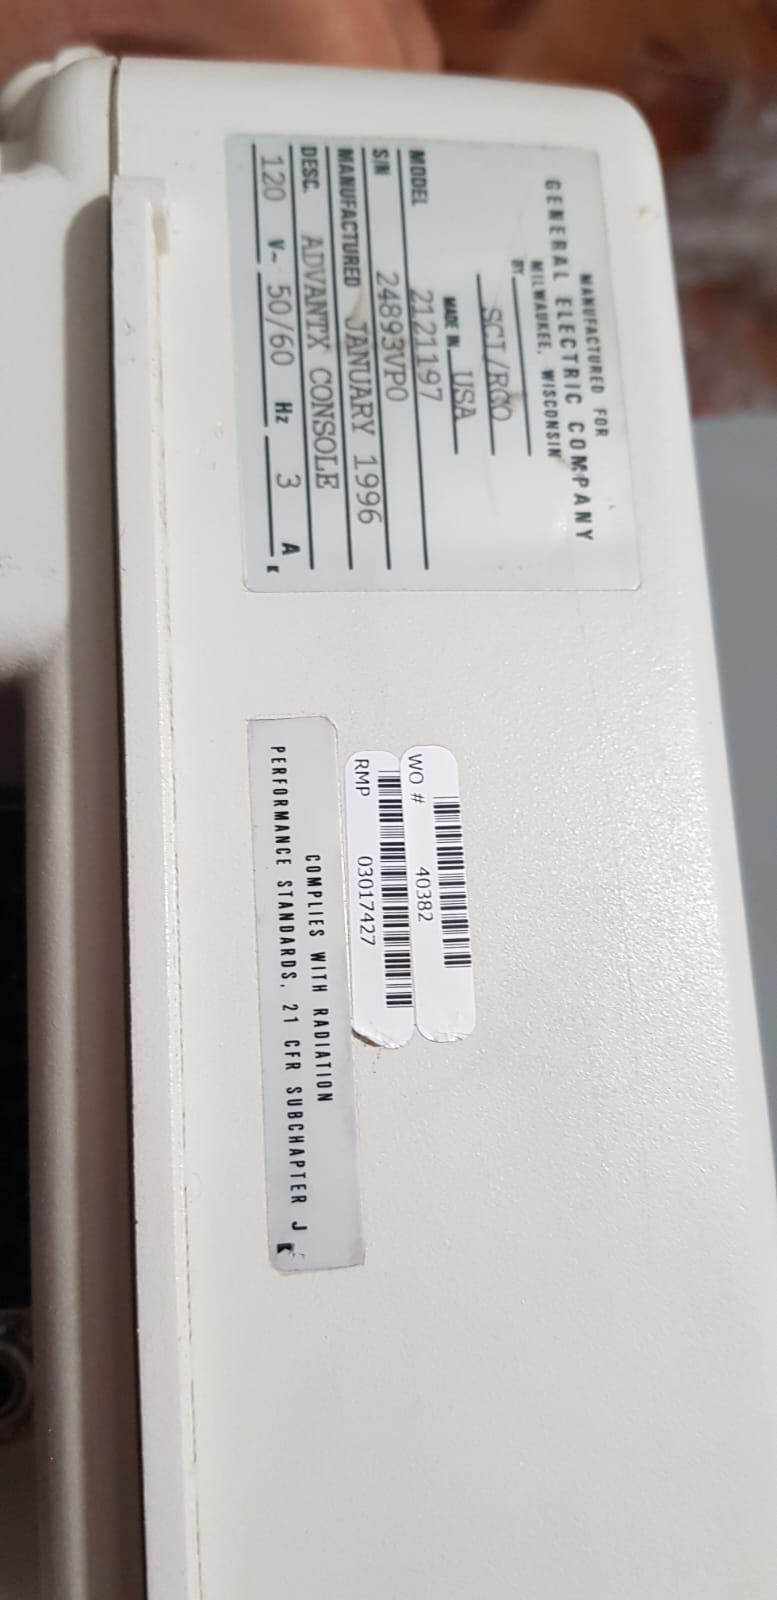 MANUFACTURED FOR
GENERAL ELECTRIC COMPANY
MILWAUKEE, WISCONSIN
BY
SCI/RGO
MADE IN USA
MODEL 2121197
S/N 24893VP0
MANUFACTURED JANUARY 1996
DESC. ADVANTX CONSOLE
120 V~ 50/60 Hz 3 A
WO # 40382
RMP 03017427
COMPLIES WITH RADIATION
PERFORMANCE STANDARDS, 21 CFR SUBCHAPTER J